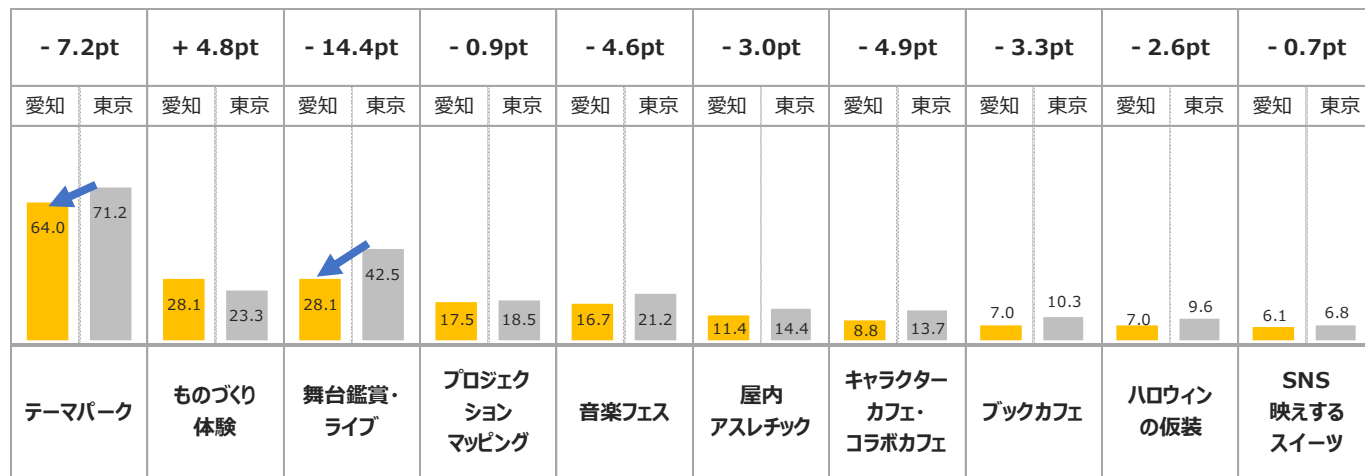 - 7.2pt + 4.8pt - 14.4pt - 0.9pt - 4.6pt - 3.0pt - 4.9pt - 3.3pt - 2.6pt - 0.7pt
愛知 東京 愛知 東京 愛知 東京 愛知 東京 愛知 東京 愛知 東京 愛知 東京 愛知 東京 愛知 東京 愛知 東京
64.0 71.2 28.1 23.3 28.1 42.5 17.5 18.5 16.7 21.2 11.4 14.4 8.8 13.7 7.0 10.3 7.0 9.6 6.1 6.8
テーマパーク
ものづくり
体験
舞台鑑賞・
ライブ
プロジェク
ション
マッピング
音楽フェス
屋内
アスレチック
キャラクター
カフェ・
コラボカフェ
ブックカフェ
ハロウィン
の仮装
SNS
映えする
スイーツ